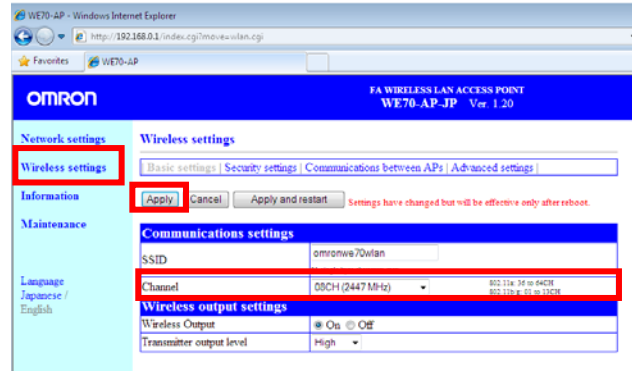 WE70-AP - Windows Internet Explorer
http://192.168.0.1/index.cgi?move=wlan.cgi
Favorites WE70-AP
OMRON
FA WIRELESS LAN ACCESS POINT
WE70-AP-JP Ver. 1.20
Network settings
Wireless settings
Information
Maintenance
Language
Japanese /
English
Wireless settings
| Basic settings | Security settings | Communications between APs | Advanced settings |
Apply Cancel Apply and restart Settings have changed but will be effective only after reboot.
Communications settings
SSID omronwe70wlan
Channel 08CH (2447 MHz) 802.11a: 36 to 64CH
802.11b/g: 01 to 13CH
Wireless output settings
Wireless Output On Off
Transmitter output level High